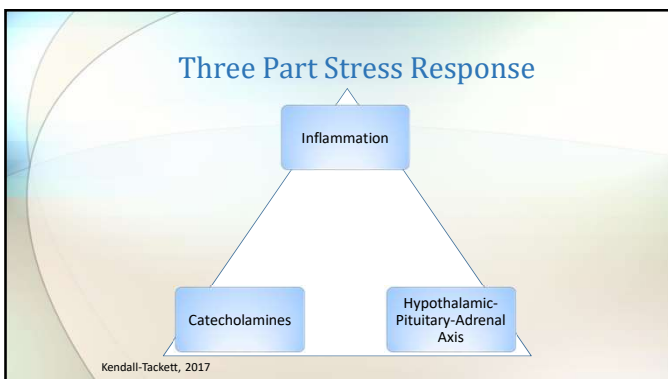 Three Part Stress Response
Inflammation
Catecholamines
Hypothalamic-
Pituitary-Adrenal
Axis
Kendall-Tackett, 2017